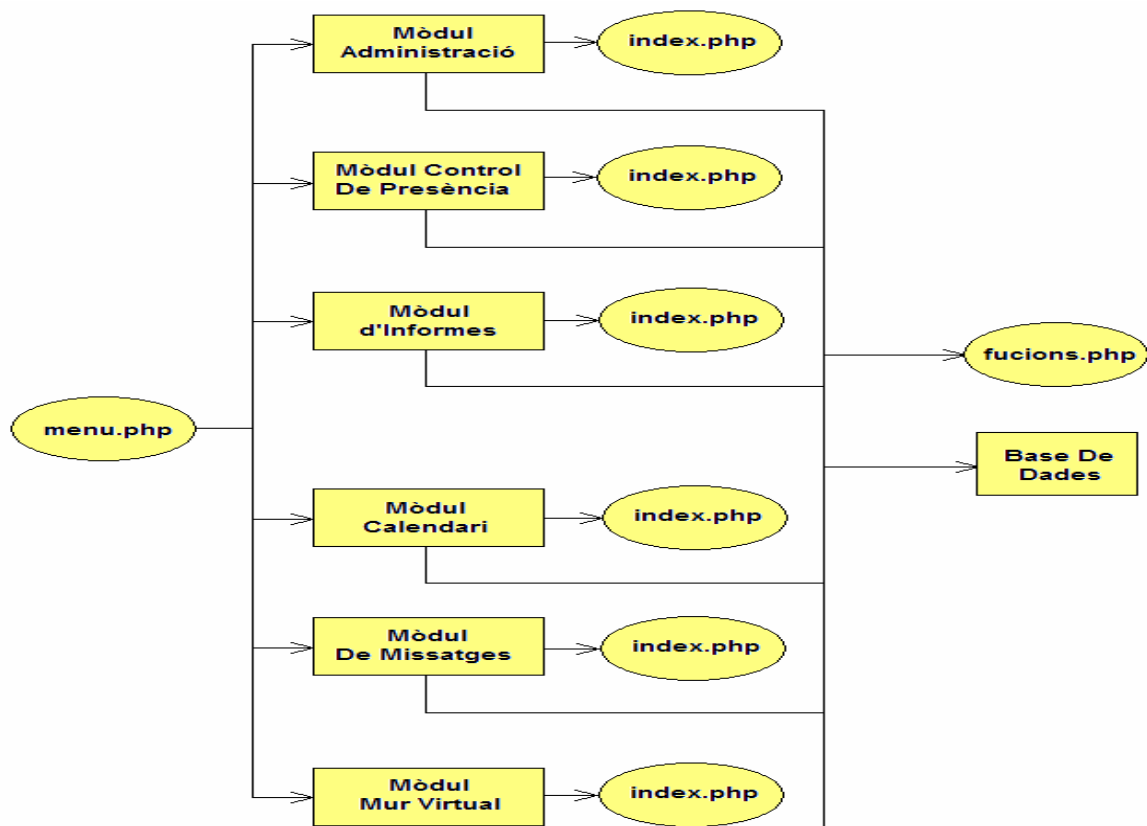 Mòdul
Administració
index.php
Mòdul Control
De Presència
index.php
Mòdul
d'Informes
index.php
fucions.php
menu.php
Base De
Dades
Mòdul
Calendari
index.php
Mòdul
De Missatges
index.php
Mòdul
Mur Virtual
index.php